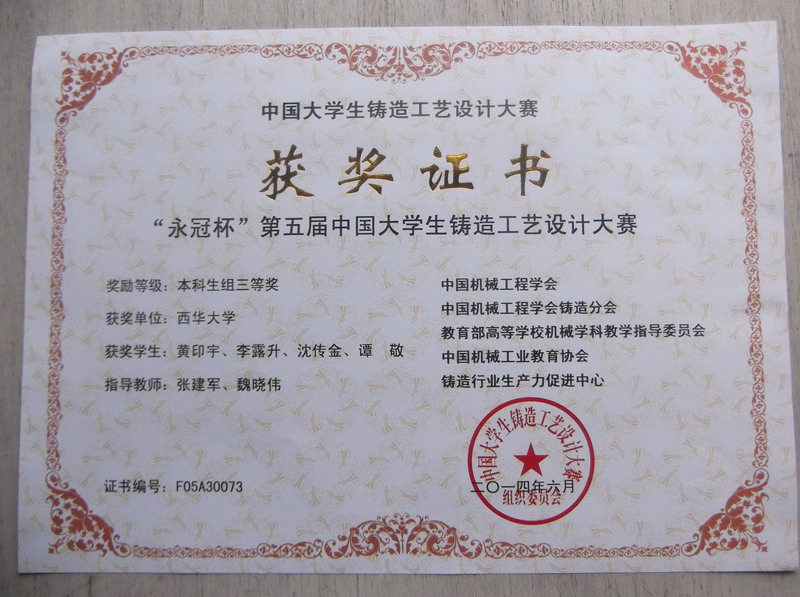 中国大学生铸造工艺设计大赛
获奖证书
“永冠杯”第五届中国大学生铸造工艺设计大赛
奖励等级：本科生组三等奖
获奖单位：西华大学
获奖学生：黄印宇、李露升、沈传金、谭　敬
指导教师：张建军、魏晓伟
中国机械工程学会
中国机械工程学会铸造分会
教育部高等学校机械学科教学指导委员会
中国机械工业教育协会
铸造行业生产力促进中心
中国大学生铸造工艺设计大赛
组织委员会
二〇一四年六月
证书编号：F05A30073